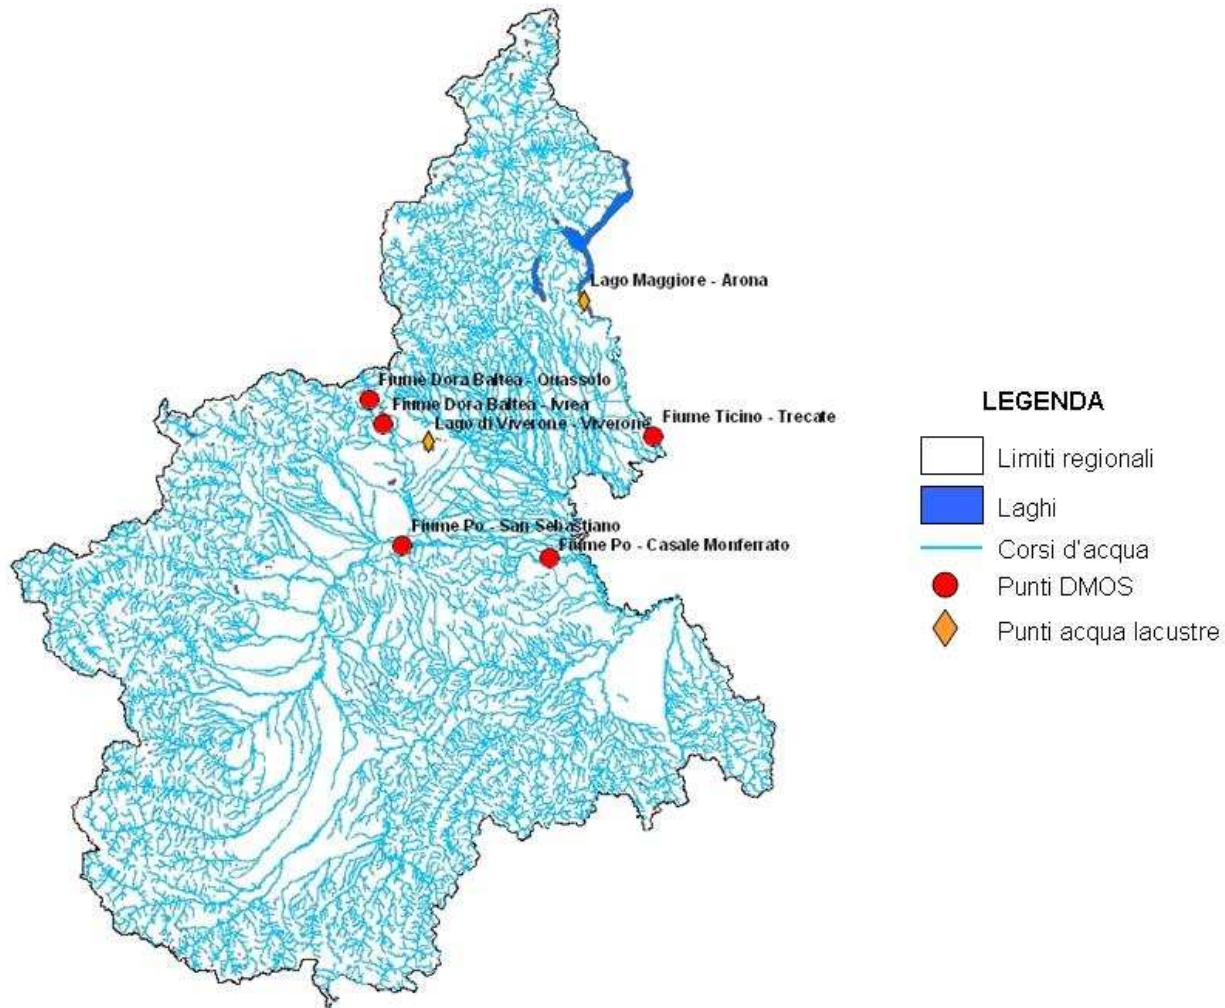 Lago Maggiore - Arona
Fiume Dora Baltea - Quassolo
Fiume Dora Baltea - Ivrea
Lago di Viverone - Viverone
Fiume Ticino - Trecate
Fiume Po - San Sebastiano
Fiume Po - Casale Monferrato
LEGENDA
Limiti regionali
Laghi
Corsi d'acqua
Punti DMOS
Punti acqua lacustre